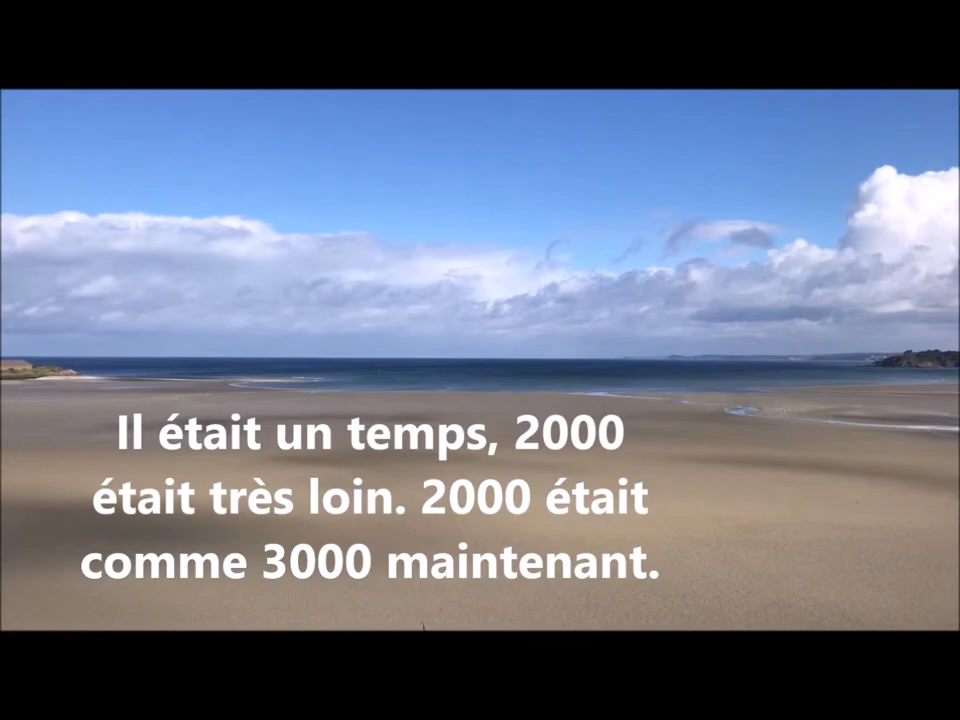 Il était un temps, 2000
était très loin. 2000 était
comme 3000 maintenant.